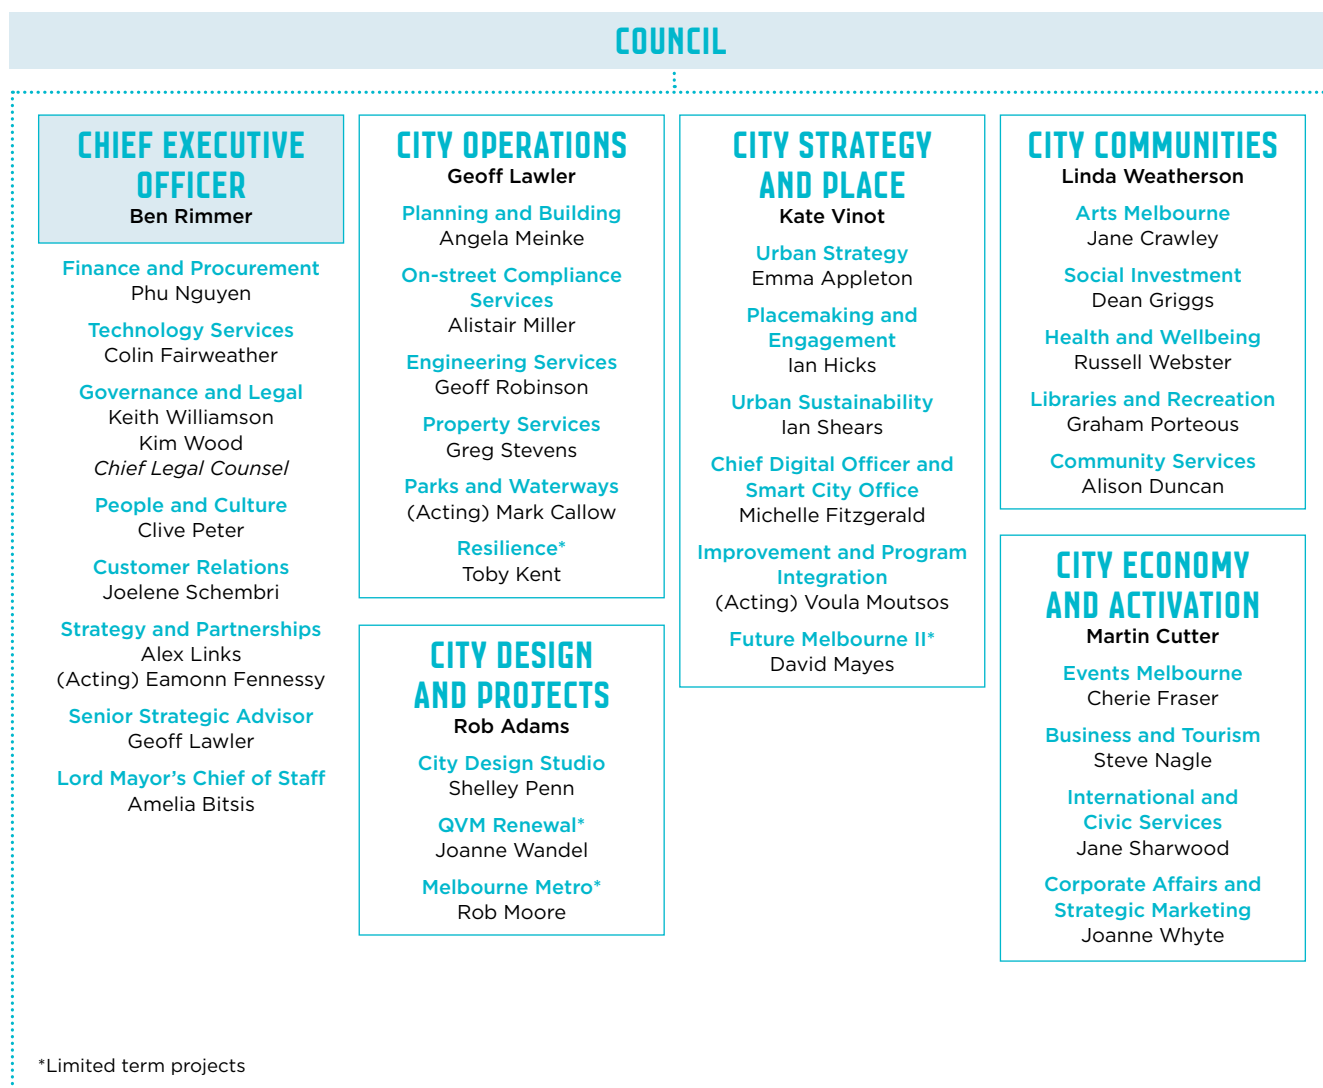 COUNCIL
CHIEF EXECUTIVE
OFFICER
Ben Rimmer
Finance and Procurement
Phu Nguyen
Technology Services
Colin Fairweather
Governance and Legal
Keith Williamson
Kim Wood
Chief Legal Counsel
People and Culture
Clive Peter
Customer Relations
Joelene Schembri
Strategy and Partnerships
Alex Links
(Acting) Eamonn Fennessy
Senior Strategic Advisor
Geoff Lawler
Lord Mayor's Chief of Staff
Amelia Bitsis
CITY OPERATIONS
Geoff Lawler
Planning and Building
Angela Meinke
On-street Compliance
Services
Alistair Miller
Engineering Services
Geoff Robinson
Property Services
Greg Stevens
Parks and Waterways
(Acting) Mark Callow
Resilience*
Toby Kent
CITY DESIGN
AND PROJECTS
Rob Adams
City Design Studio
Shelley Penn
QVM Renewal*
Joanne Wandel
Melbourne Metro*
Rob Moore
CITY STRATEGY
AND PLACE
Kate Vinot
Urban Strategy
Emma Appleton
Placemaking and
Engagement
Ian Hicks
Urban Sustainability
Ian Shears
Chief Digital Officer and
Smart City Office
Michelle Fitzgerald
Improvement and Program
Integration
(Acting) Voula Moutsos
Future Melbourne II*
David Mayes
CITY COMMUNITIES
Linda Weatherson
Arts Melbourne
Jane Crawley
Social Investment
Dean Griggs
Health and Wellbeing
Russell Webster
Libraries and Recreation
Graham Porteous
Community Services
Alison Duncan
CITY ECONOMY
AND ACTIVATION
Martin Cutter
Events Melbourne
Cherie Fraser
Business and Tourism
Steve Nagle
International and
Civic Services
Jane Sharwood
Corporate Affairs and
Strategic Marketing
Joanne Whyte
*Limited term projects